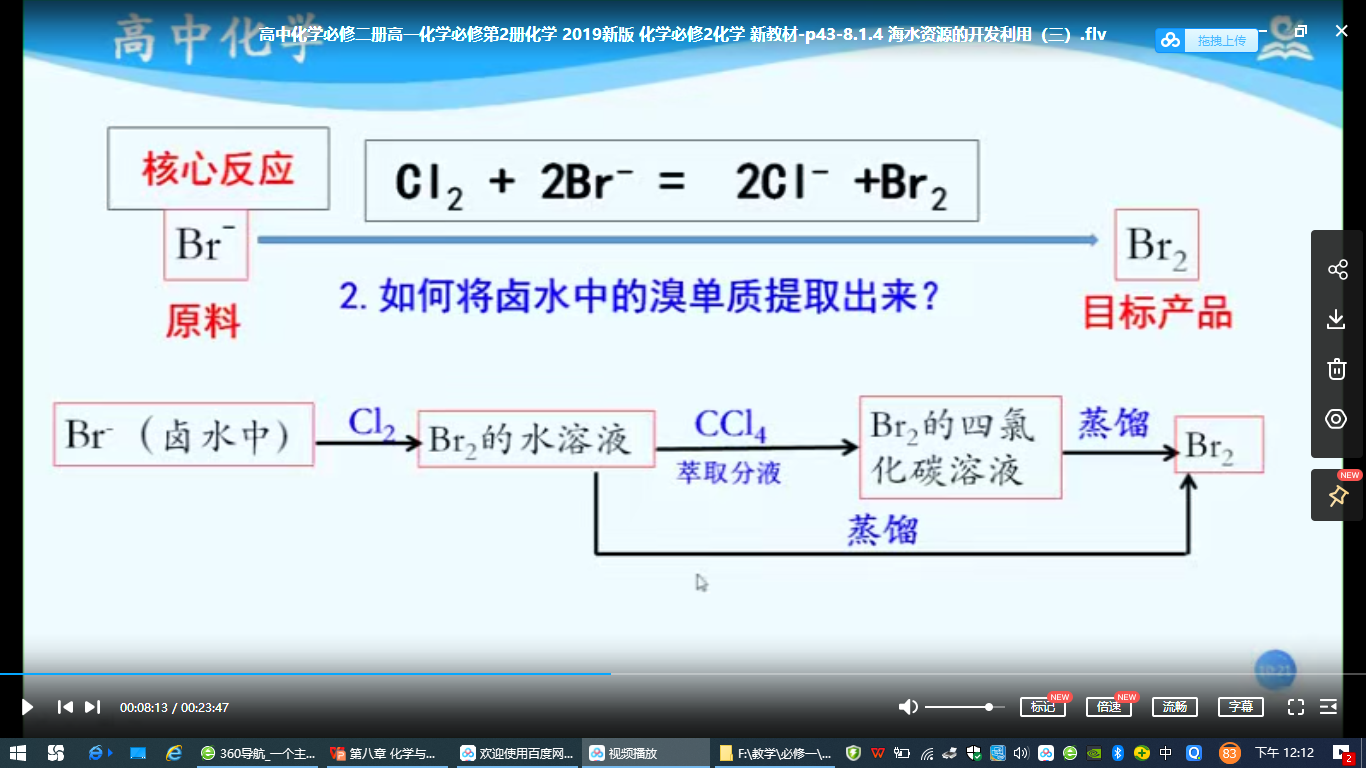 高中化学
高中化学必修二册高一化学必修第2册化学 2019新版 化学必修2化学 新教材-p43-8.1.4 海水资源的开发利用（三）.flv
拖拽上传
核心反应
Cl₂ + 2Br⁻ = 2Cl⁻ +Br₂
Br⁻
Br₂
2.如何将卤水中的溴单质提取出来？
原料
目标产品
NEW
Br⁻（卤水中）
Cl₂
Br₂的水溶液
CCl₄
萃取分液
Br₂的四氯
化碳溶液
蒸馏
Br₂
蒸馏
10:21
00:08:13 / 00:23:47
标记
NEW
倍速
NEW
流畅
字幕
360导航_一个主...
第八章 化学与...
欢迎使用百度网...
视频播放
F:\教学\必修一\...
中
83
下午 12:12
2